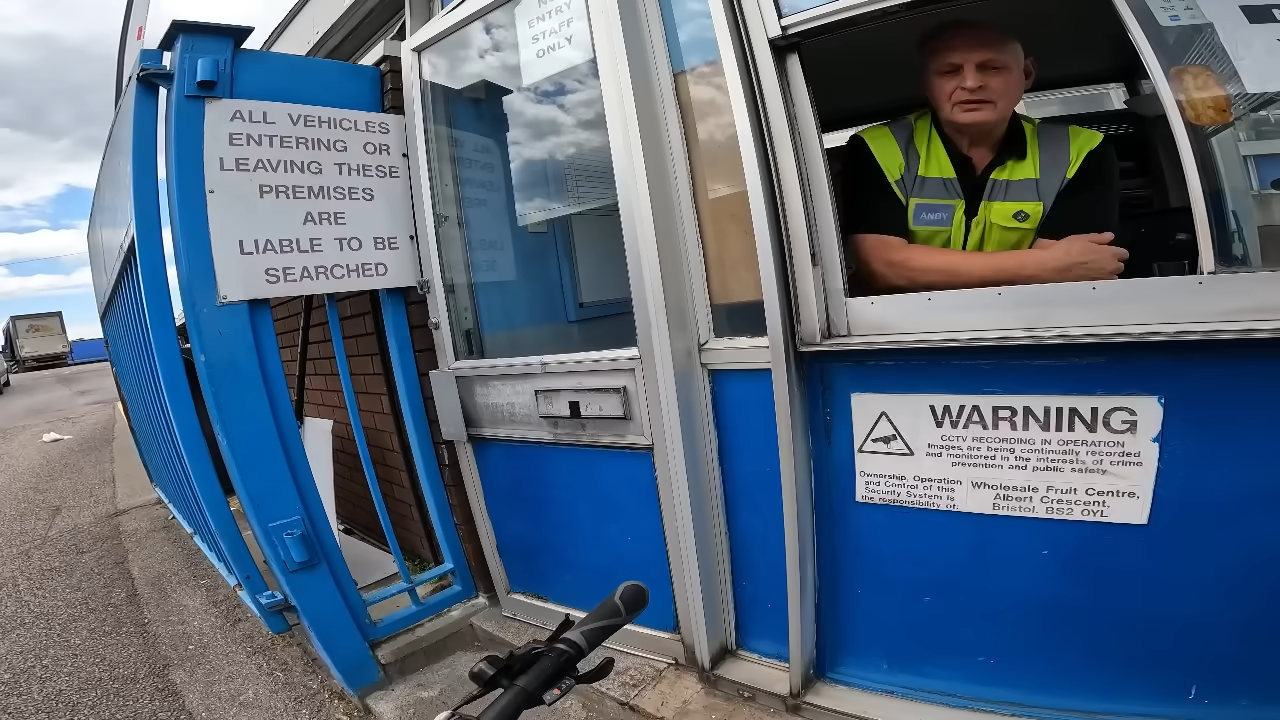 ALL VEHICLES
ENTERING OR
LEAVING THESE
PREMISES
ARE
LIABLE TO BE
SEARCHED
ENTRY
STAFF
ONLY
ANDY
WARNING
CCTV RECORDING IN OPERATION
Images are being continually recorded
and monitored in the interests of crime
prevention and public safety
Ownership, Operation
and Control of this
Security System is
the responsibility of:
Wholesale Fruit Centre,
Albert Crescent,
Bristol. BS2 0YL